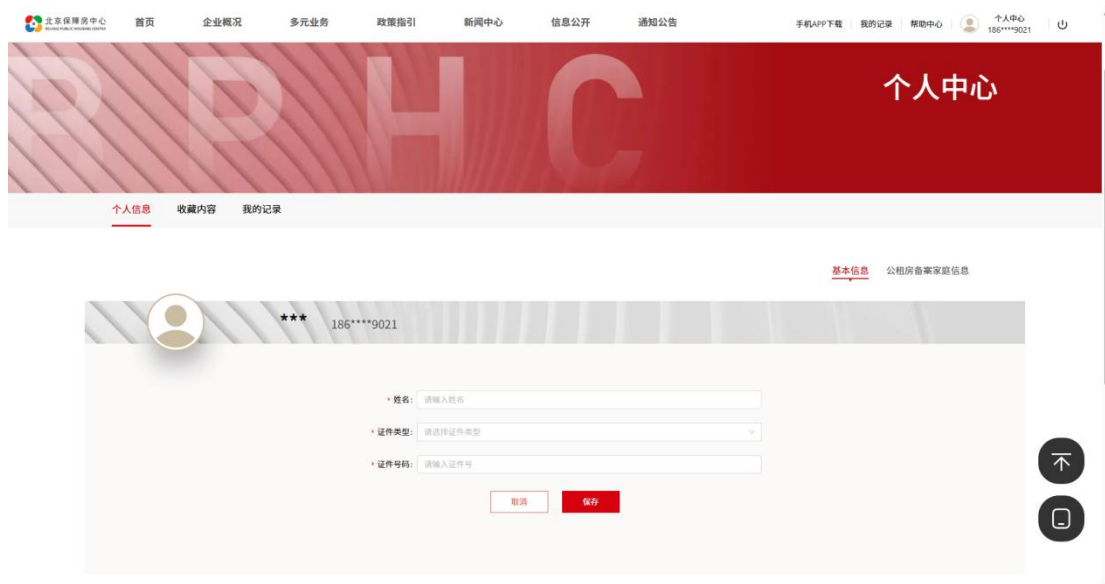 北京保障房中心
BEIJING PUBLIC HOUSING CENTER
首页 企业概况 多元业务 政策指引 新闻中心 信息公开 通知公告
手机APP下载 我的记录 帮助中心 个人中心
186****9021
BPHC
个人中心
个人信息 收藏内容 我的记录
基本信息 公租房备案家庭信息
*** 186****9021
* 姓名: 请输入姓名
* 证件类型: 请选择证件类型
* 证件号码: 请输入证件号
取消 保存